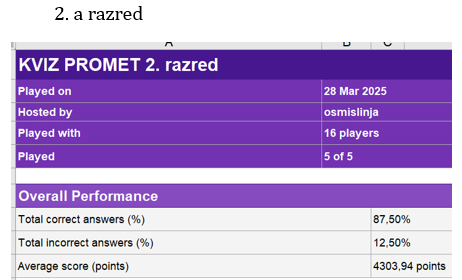 2. a razred
A B C
KVIZ PROMET 2. razred
Played on 28 Mar 2025
Hosted by osmislinja
Played with 16 players
Played 5 of 5
Overall Performance
Total correct answers (%) 87,50%
Total incorrect answers (%) 12,50%
Average score (points) 4303,94 points